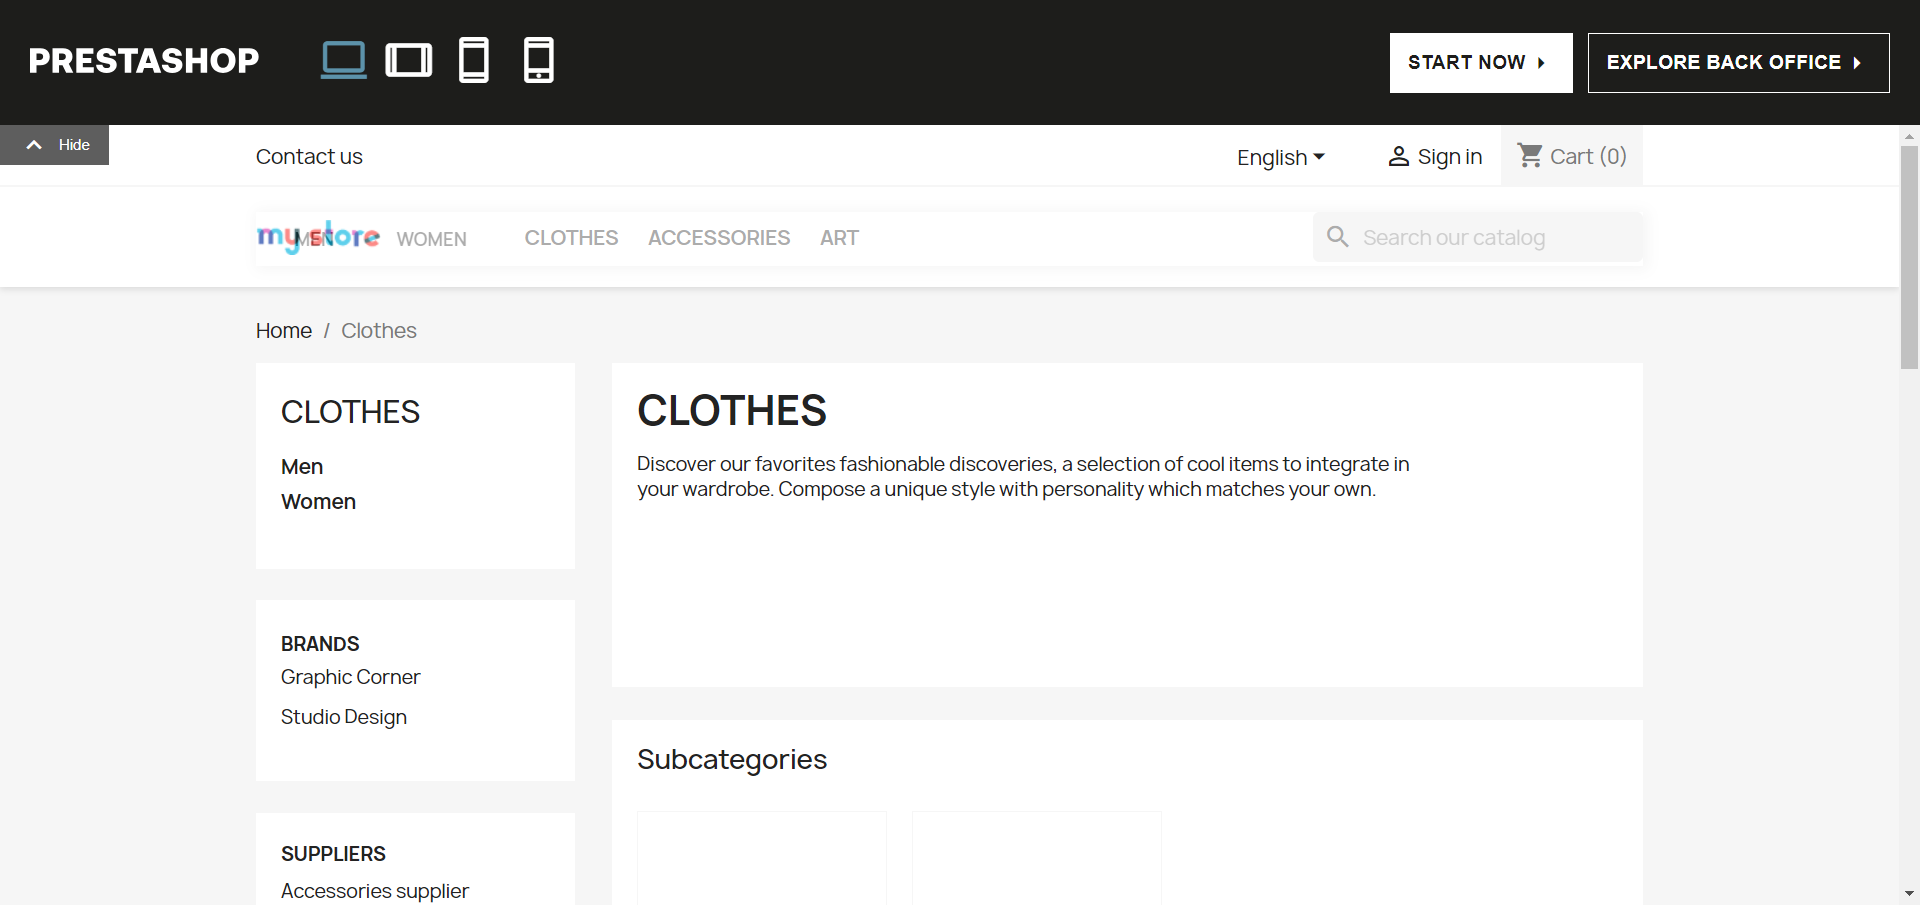 PRESTASHOP
START NOW
EXPLORE BACK OFFICE
Hide
Contact us
English
Sign in
Cart (0)
my store
MEN
WOMEN
CLOTHES
ACCESSORIES
ART
Search our catalog
Home / Clothes
CLOTHES
Men
Women
BRANDS
Graphic Corner
Studio Design
SUPPLIERS
Accessories supplier
CLOTHES
Discover our favorites fashionable discoveries, a selection of cool items to integrate in
your wardrobe. Compose a unique style with personality which matches your own.
Subcategories